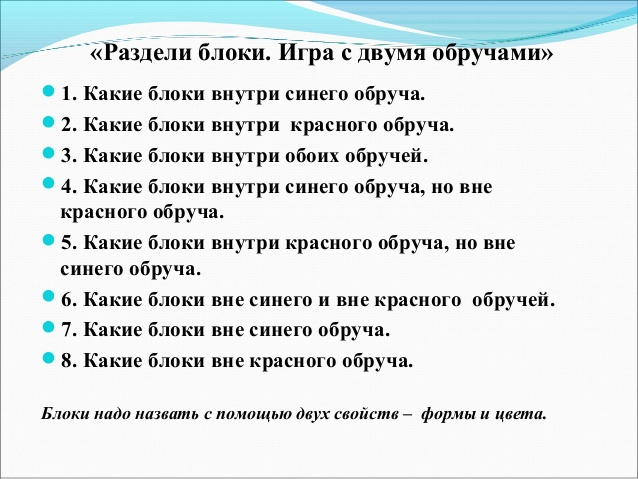 «Раздели блоки. Игра с двумя обручами»
1. Какие блоки внутри синего обруча.
2. Какие блоки внутри красного обруча.
3. Какие блоки внутри обоих обручей.
4. Какие блоки внутри синего обруча, но вне
красного обруча.
5. Какие блоки внутри красного обруча, но вне
синего обруча.
6. Какие блоки вне синего и вне красного обручей.
7. Какие блоки вне синего обруча.
8. Какие блоки вне красного обруча.
Блоки надо назвать с помощью двух свойств – формы и цвета.